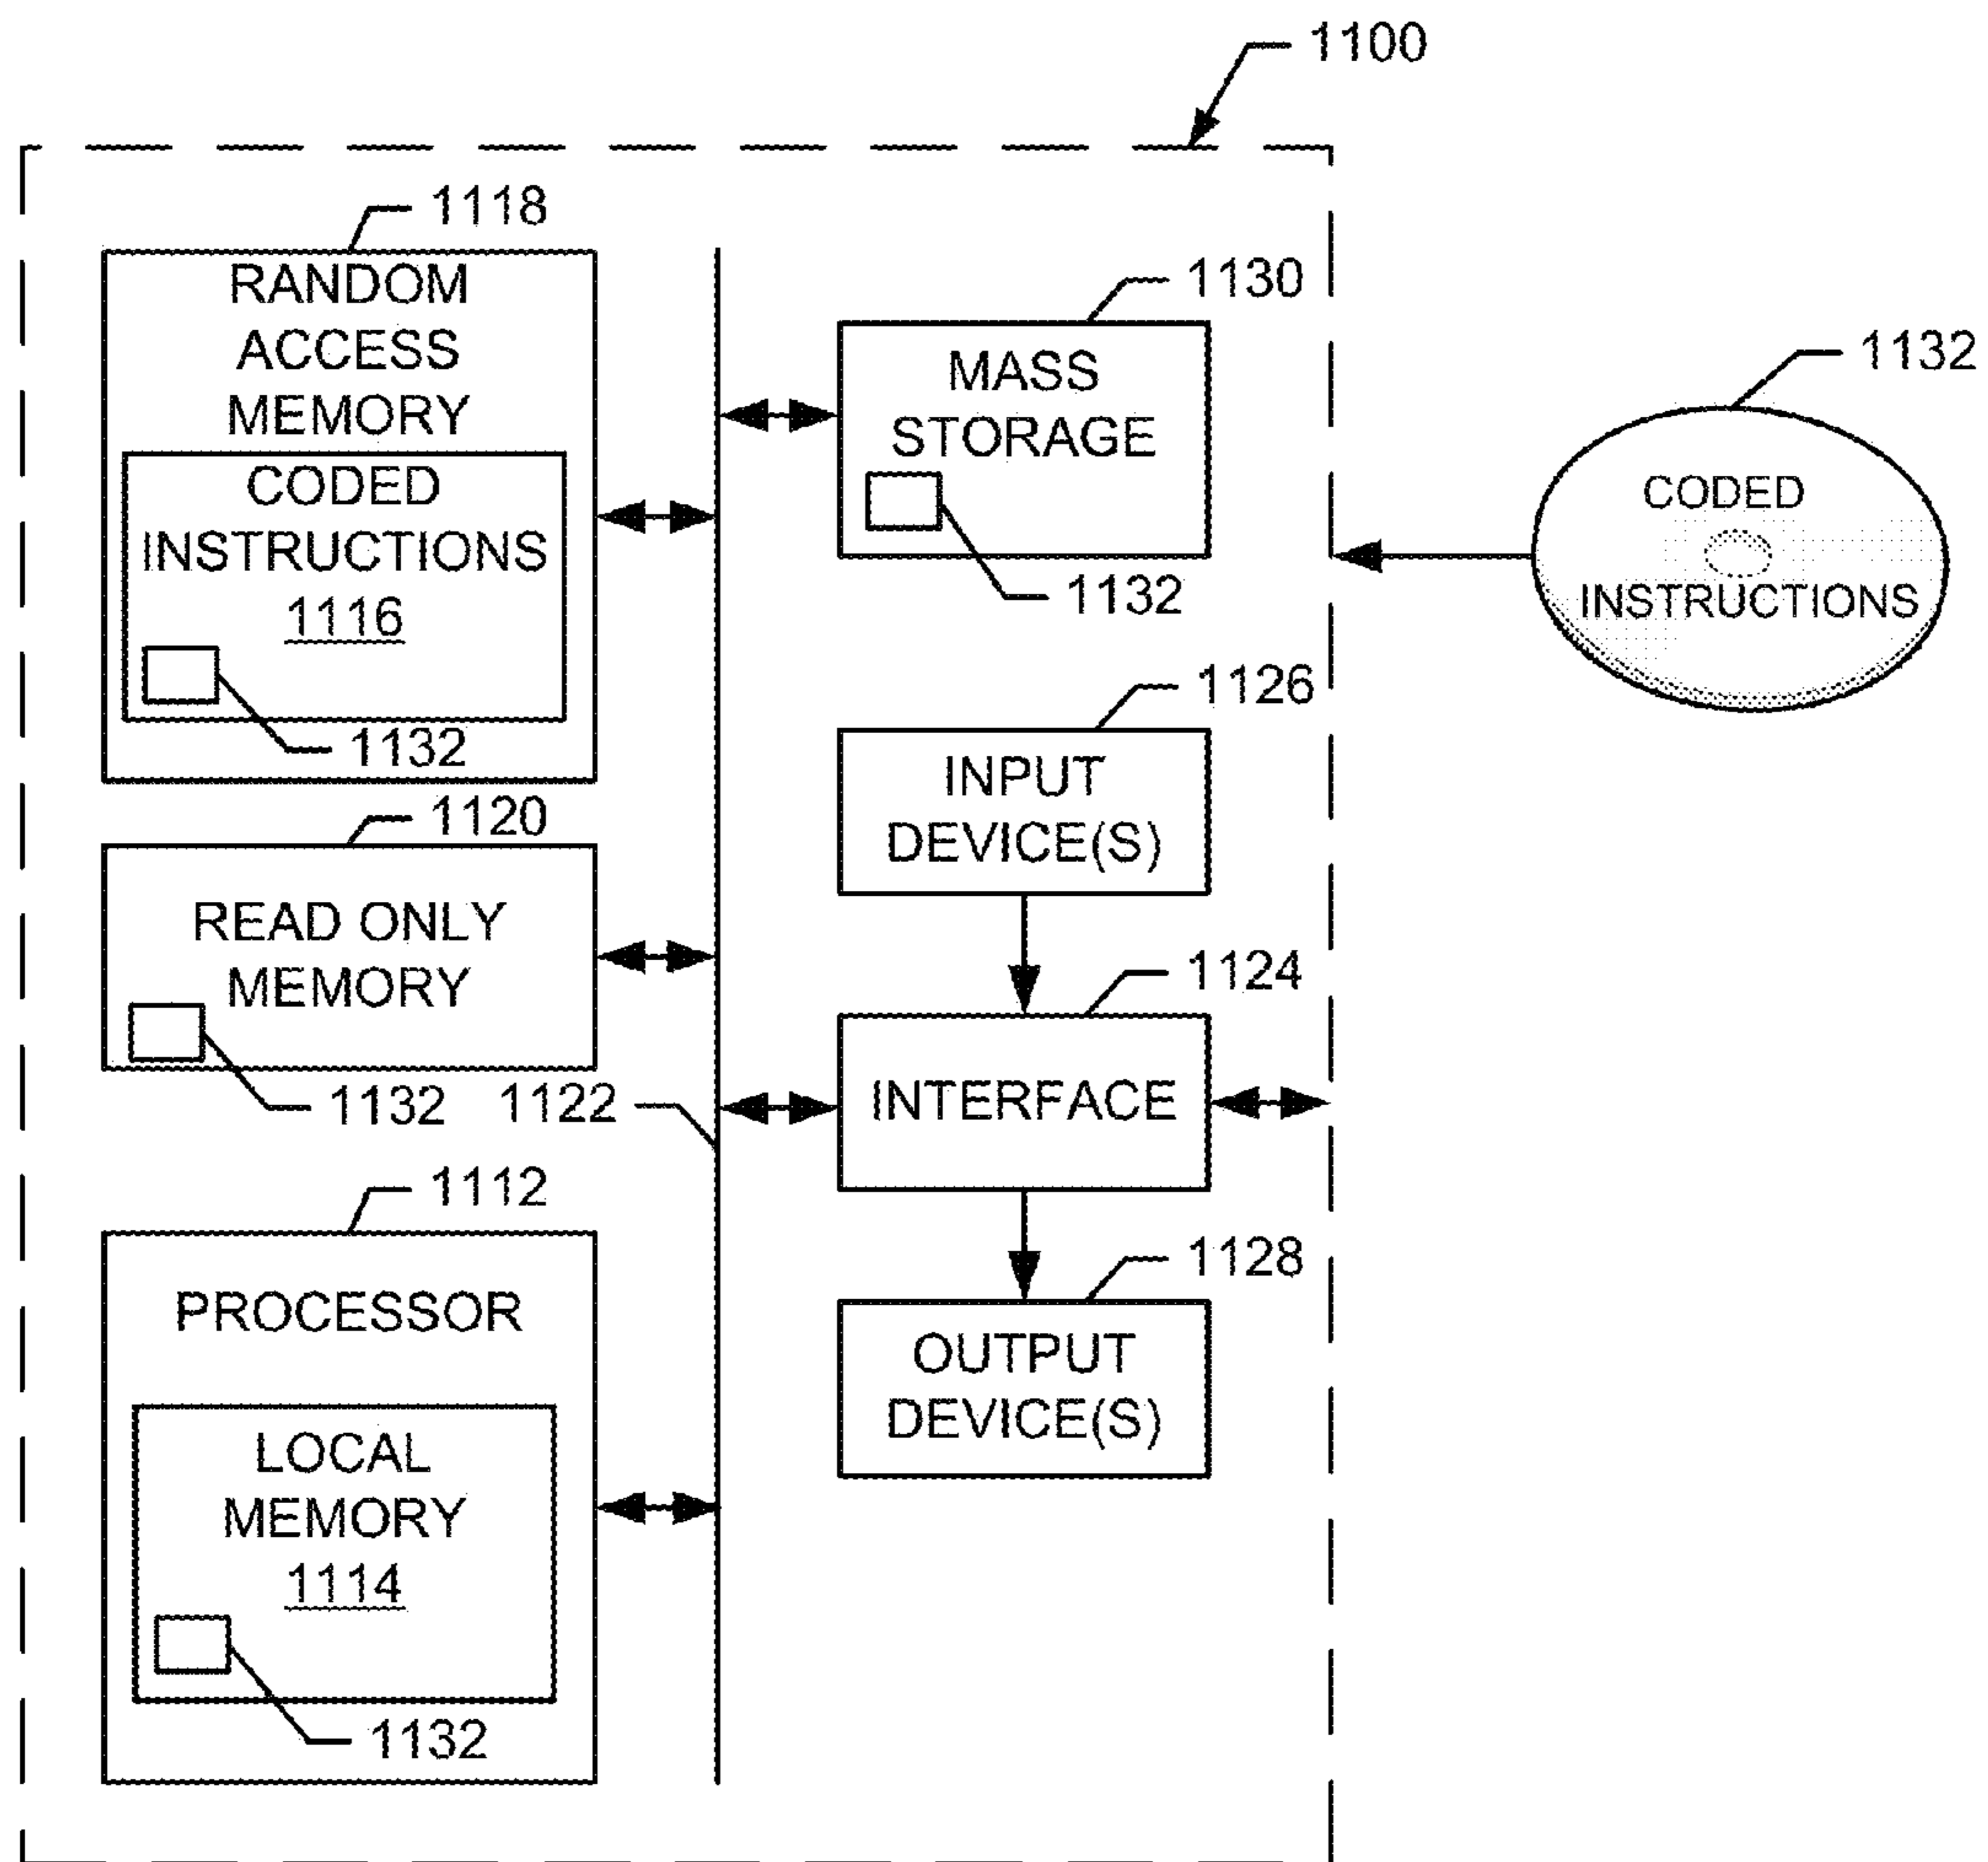 1100
1118
RANDOM
ACCESS
MEMORY
CODED
INSTRUCTIONS
1116
1132
1130
MASS
STORAGE
1132
1132
CODED
INSTRUCTIONS
1126
INPUT
DEVICE(S)
1120
READ ONLY
MEMORY
1132
1122
1124
INTERFACE
1112
PROCESSOR
LOCAL
MEMORY
1114
1132
1128
OUTPUT
DEVICE(S)